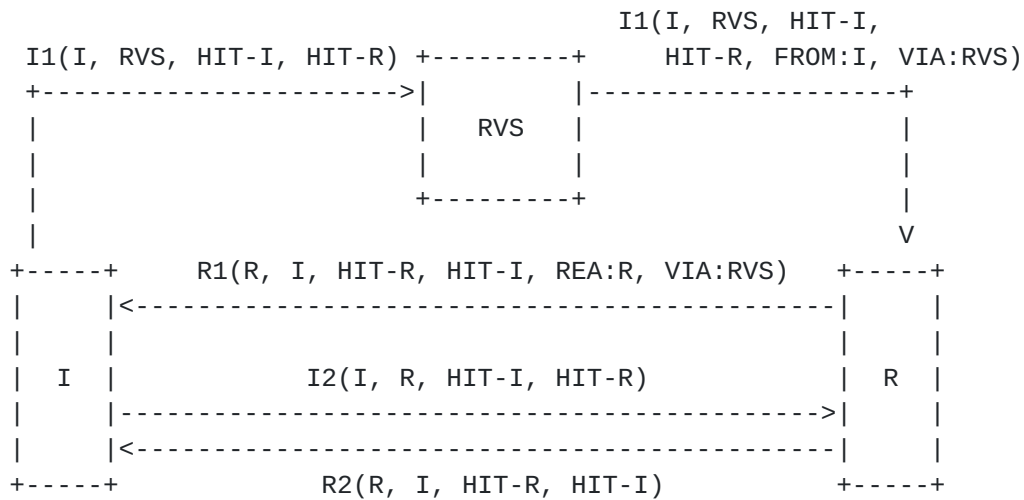 I1(I, RVS, HIT-I,
I1(I, RVS, HIT-I, HIT-R)
HIT-R, FROM:I, VIA:RVS)
RVS
R1(R, I, HIT-R, HIT-I, REA:R, VIA:RVS)
I
I2(I, R, HIT-I, HIT-R)
R
R2(R, I, HIT-R, HIT-I)